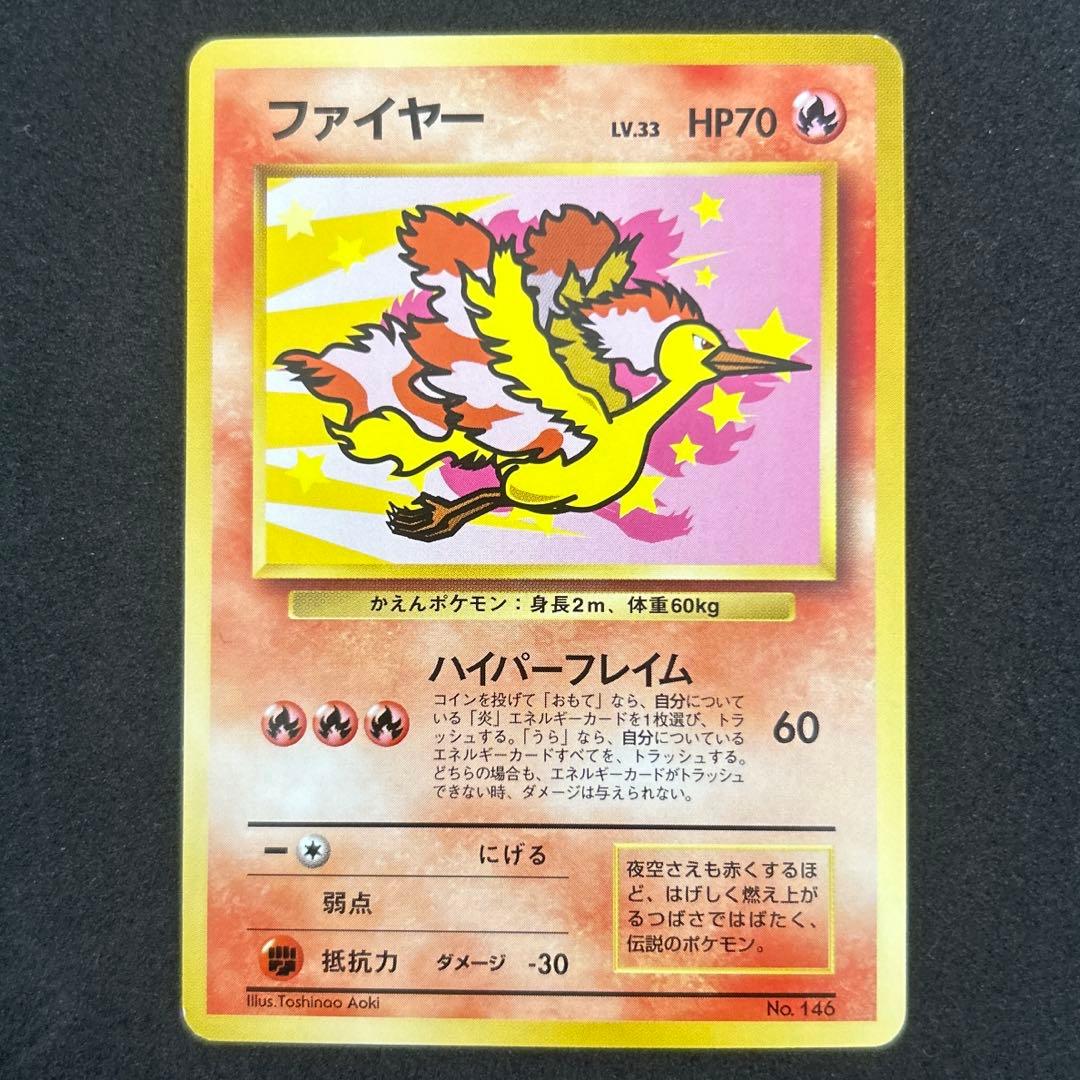 ファイヤー LV.33 HP70
かえんポケモン：身長2m、体重60kg
ハイパーフレイム
コインを投げて「おもて」なら、自分についてい
いる「炎」エネルギーカードを1枚選び、トラ
ッシュする。「うら」なら、自分についている
エネルギーカードすべてを、トラッシュする。
どちらの場合も、エネルギーカードがトラッシュ
できない時、ダメージは与えられない。
60
にげる
弱点
抵抗力 ダメージ -30
夜空さえも赤くするほ
ど、はげしく燃え上が
るつばさではばたく、
伝説のポケモン。
Illus.Toshinao Aoki
No. 146